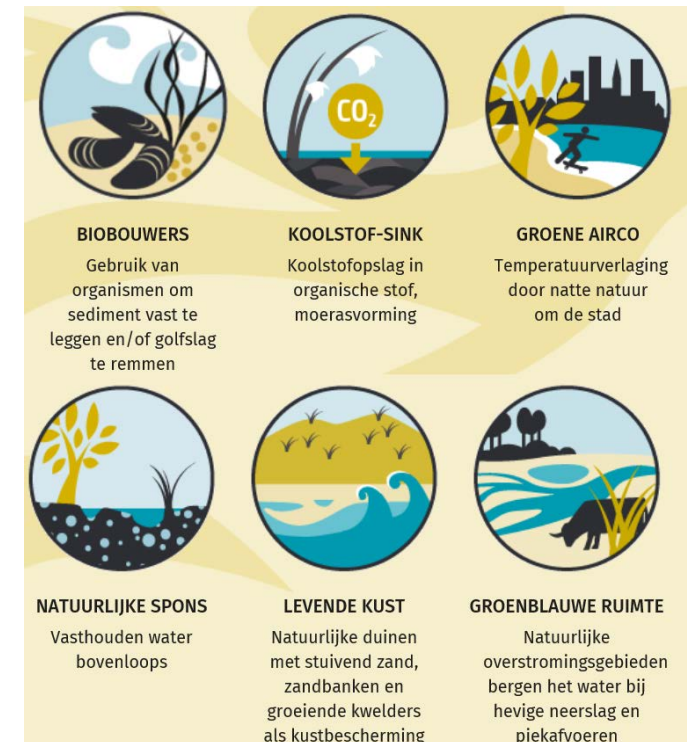 CO₂
BIOBOUWERS
Gebruik van
organismen om
sediment vast te
leggen en/of golfslag
te remmen
KOOLSTOF-SINK
Koolstofopslag in
organische stof,
moerasvorming
GROENE AIRCO
Temperatuurverlaging
door natte natuur
om de stad
NATUURLIJKE SPONS
Vasthouden water
bovenloops
LEVENDE KUST
Natuurlijke duinen
met stuivend zand,
zandbanken en
groeiende kwelders
als kustbescherming
GROENBLAUWE RUIMTE
Natuurlijke
overstromingsgebieden
bergen het water bij
hevige neerslag en
piekafvoeren